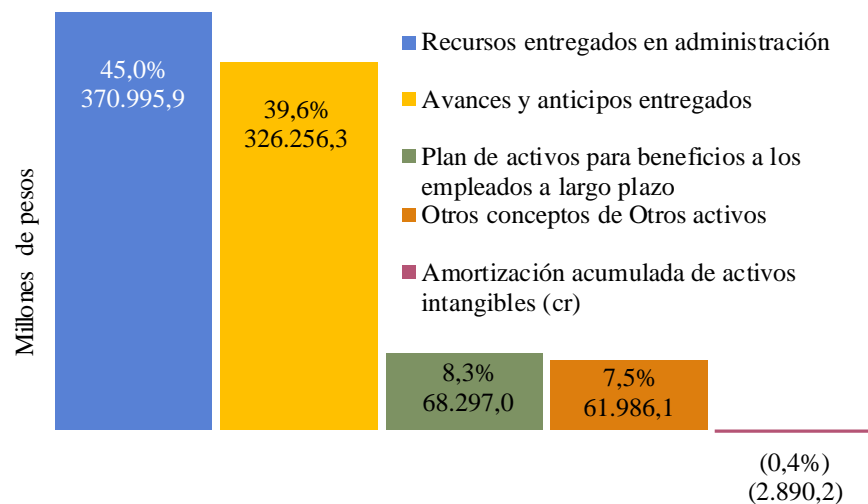 Millones de pesos
45,0%
370.995,9
39,6%
326.256,3
8,3%
68.297,0
7,5%
61.986,1
(0,4%)
(2.890,2)
Recursos entregados en administración
Avances y anticipos entregados
Plan de activos para beneficios a los
empleados a largo plazo
Otros conceptos de Otros activos
Amortización acumulada de activos
intangibles (cr)